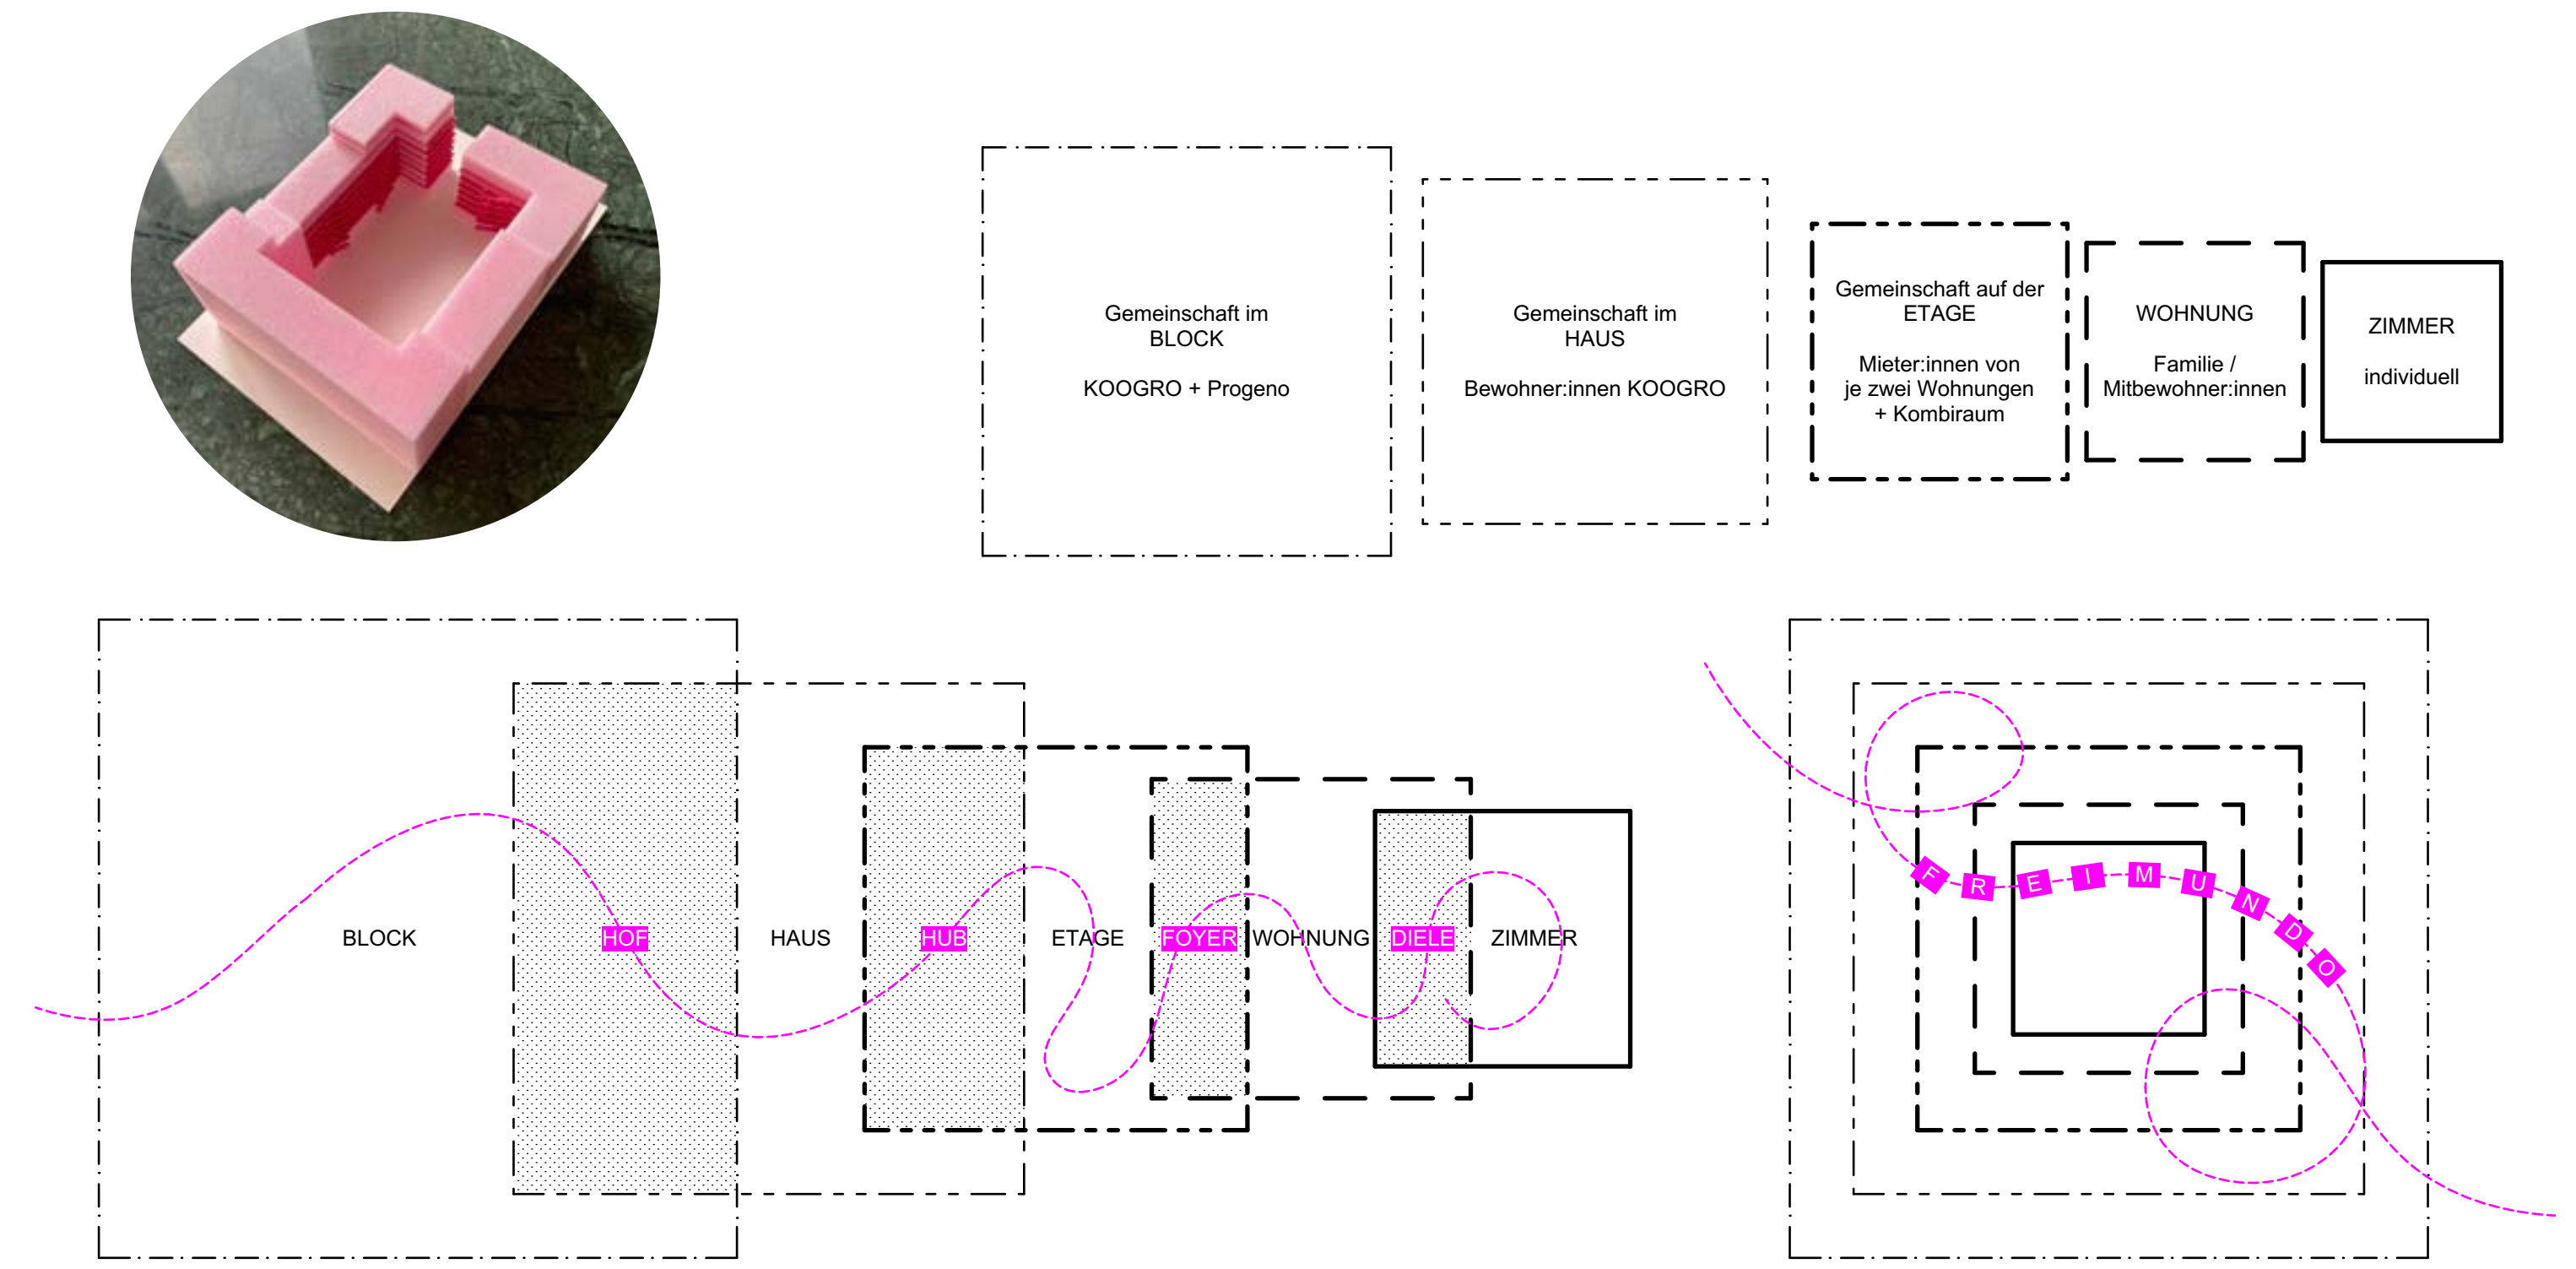 Gemeinschaft im
BLOCK
KOOGRO + Progeno
Gemeinschaft im
HAUS
Bewohner:innen KOOGRO
Gemeinschaft auf der
ETAGE
Mieter:innen von
je zwei Wohnungen
+ Kombiraum
WOHNUNG
Familie /
Mitbewohner:innen
ZIMMER
individuell
BLOCK
HOF
HAUS
HUB
ETAGE
FOYER
WOHNUNG
DIELE
ZIMMER
FREIMUNDO